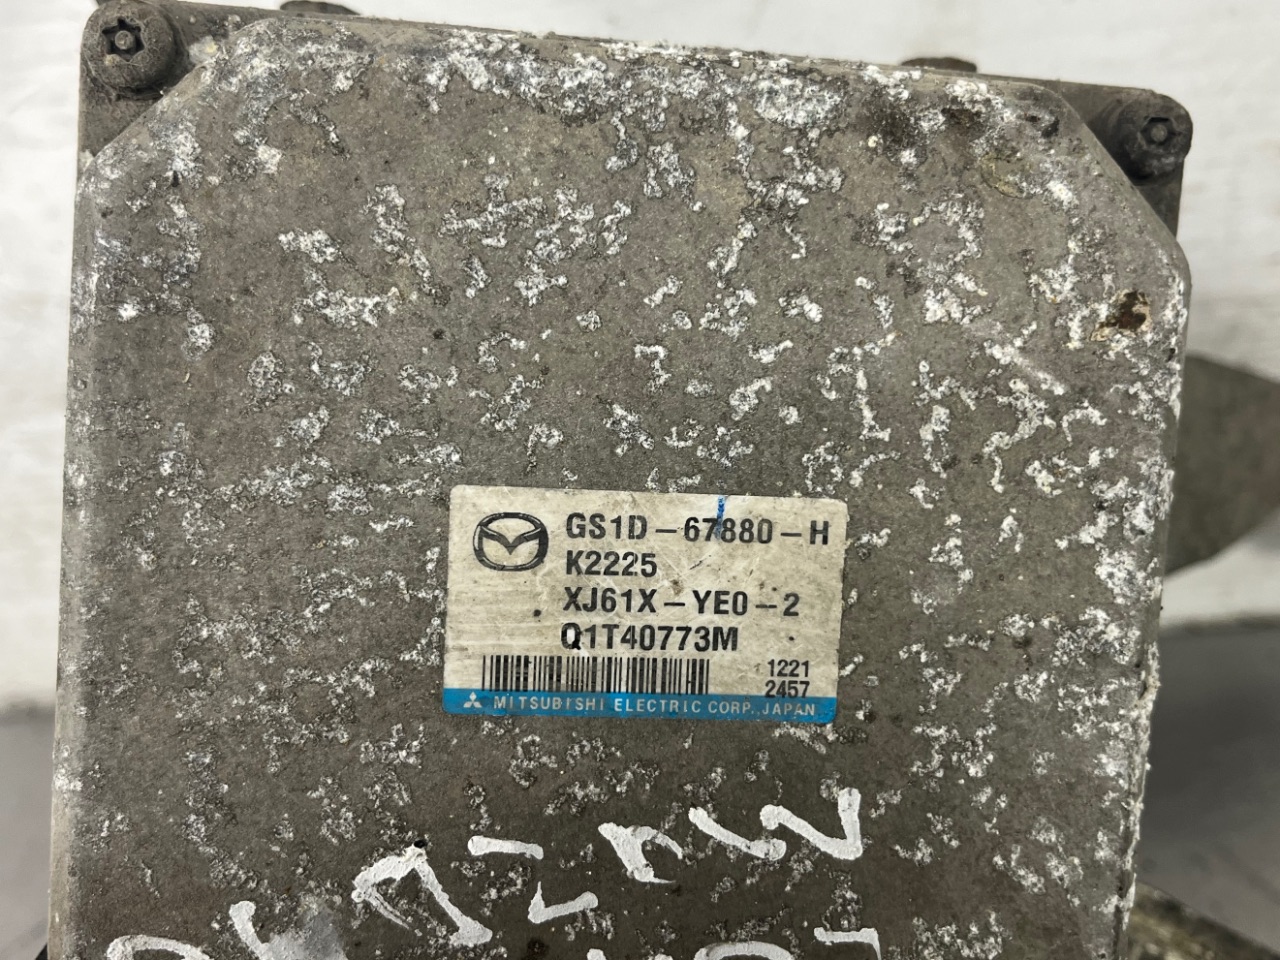 GS1D-67880-H
K2225
XJ61X-YE0-2
Q1T40773M
1221
2457
MITSUBISHI ELECTRIC CORP. JAPAN